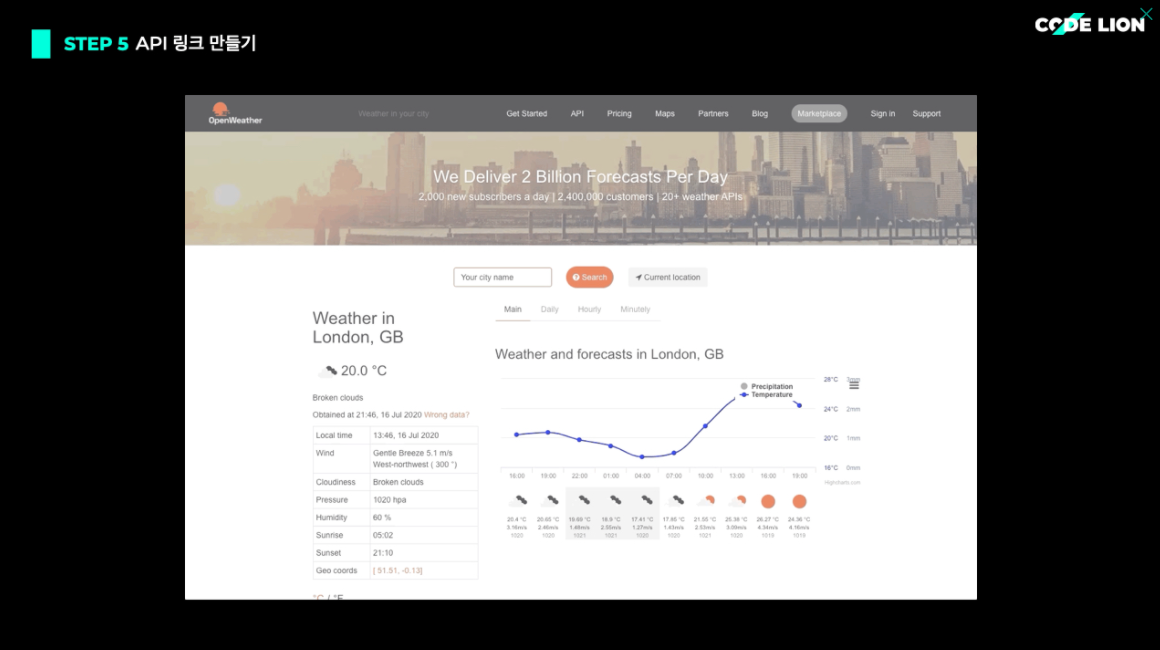 STEP 5 API 링크 만들기
CODE LION
OpenWeather
Weather in your city
Get Started API Pricing Maps Partners Blog Marketplace Sign in Support
We Deliver 2 Billion Forecasts Per Day
2,000 new subscribers a day | 2,400,000 customers | 20+ weather APIs
Your city name
Search
Current location
Weather in
London, GB
20.0 °C
Broken clouds
Obtained at 21:46, 16 Jul 2020 Wrong data?
Local time 13:46, 16 Jul 2020
Wind Gentle Breeze 5.1 m/s
West-northwest ( 300 °)
Cloudiness Broken clouds
Pressure 1020 hpa
Humidity 60 %
Sunrise 05:02
Sunset 21:10
Geo coords [ 51.51, -0.13]
°C / °F
Main Daily Hourly Minutely
Weather and forecasts in London, GB
Precipitation
Temperature
28°C 3mm
24°C 2mm
20°C 1mm
16°C 0mm
16:00 19:00 22:00 01:00 04:00 07:00 10:00 13:00 16:00 19:00
Highcharts.com
20.4 °C 20.65 °C 18.69 °C 18.9 °C 17.41 °C 17.65 °C 21.55 °C 25.38 °C 26.27 °C 24.36 °C
3.16m/s 2.46m/s 1.48m/s 2.55m/s 1.27m/s 1.43m/s 2.53m/s 3.09m/s 4.34m/s 4.16m/s
1020 1020 1021 1021 1020 1020 1021 1020 1019 1019